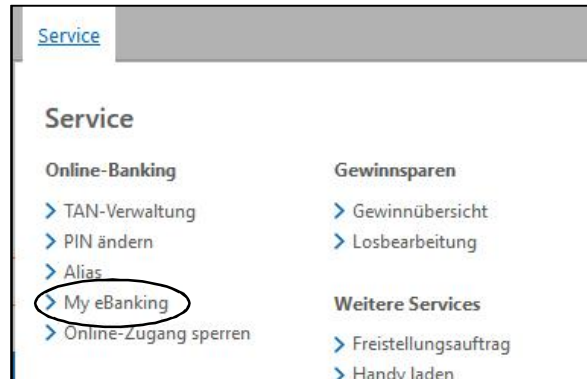 Service
Service
Online-Banking
TAN-Verwaltung
PIN ändern
Alias
My eBanking
Online-Zugang sperren
Gewinnsparen
Gewinnübersicht
Losbearbeitung
Weitere Services
Freistellungsauftrag
Handy laden